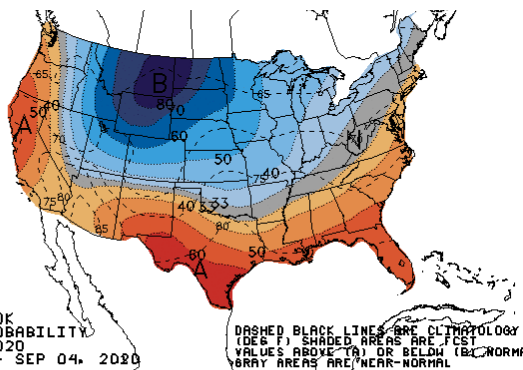 65
B
80
70
65
50
40
A
70
60
50
75
40
N
75
80
40
33
33
80
85
60
50
A
OK
OBABILITY
2020
SEP 04, 2020
DASHED BLACK LINES ARE CLIMATOLOGY
(DEG F) SHADED AREAS ARE FCST
VALUES ABOVE (A) OR BELOW (B) NORMA
GRAY AREAS ARE NEAR-NORMAL